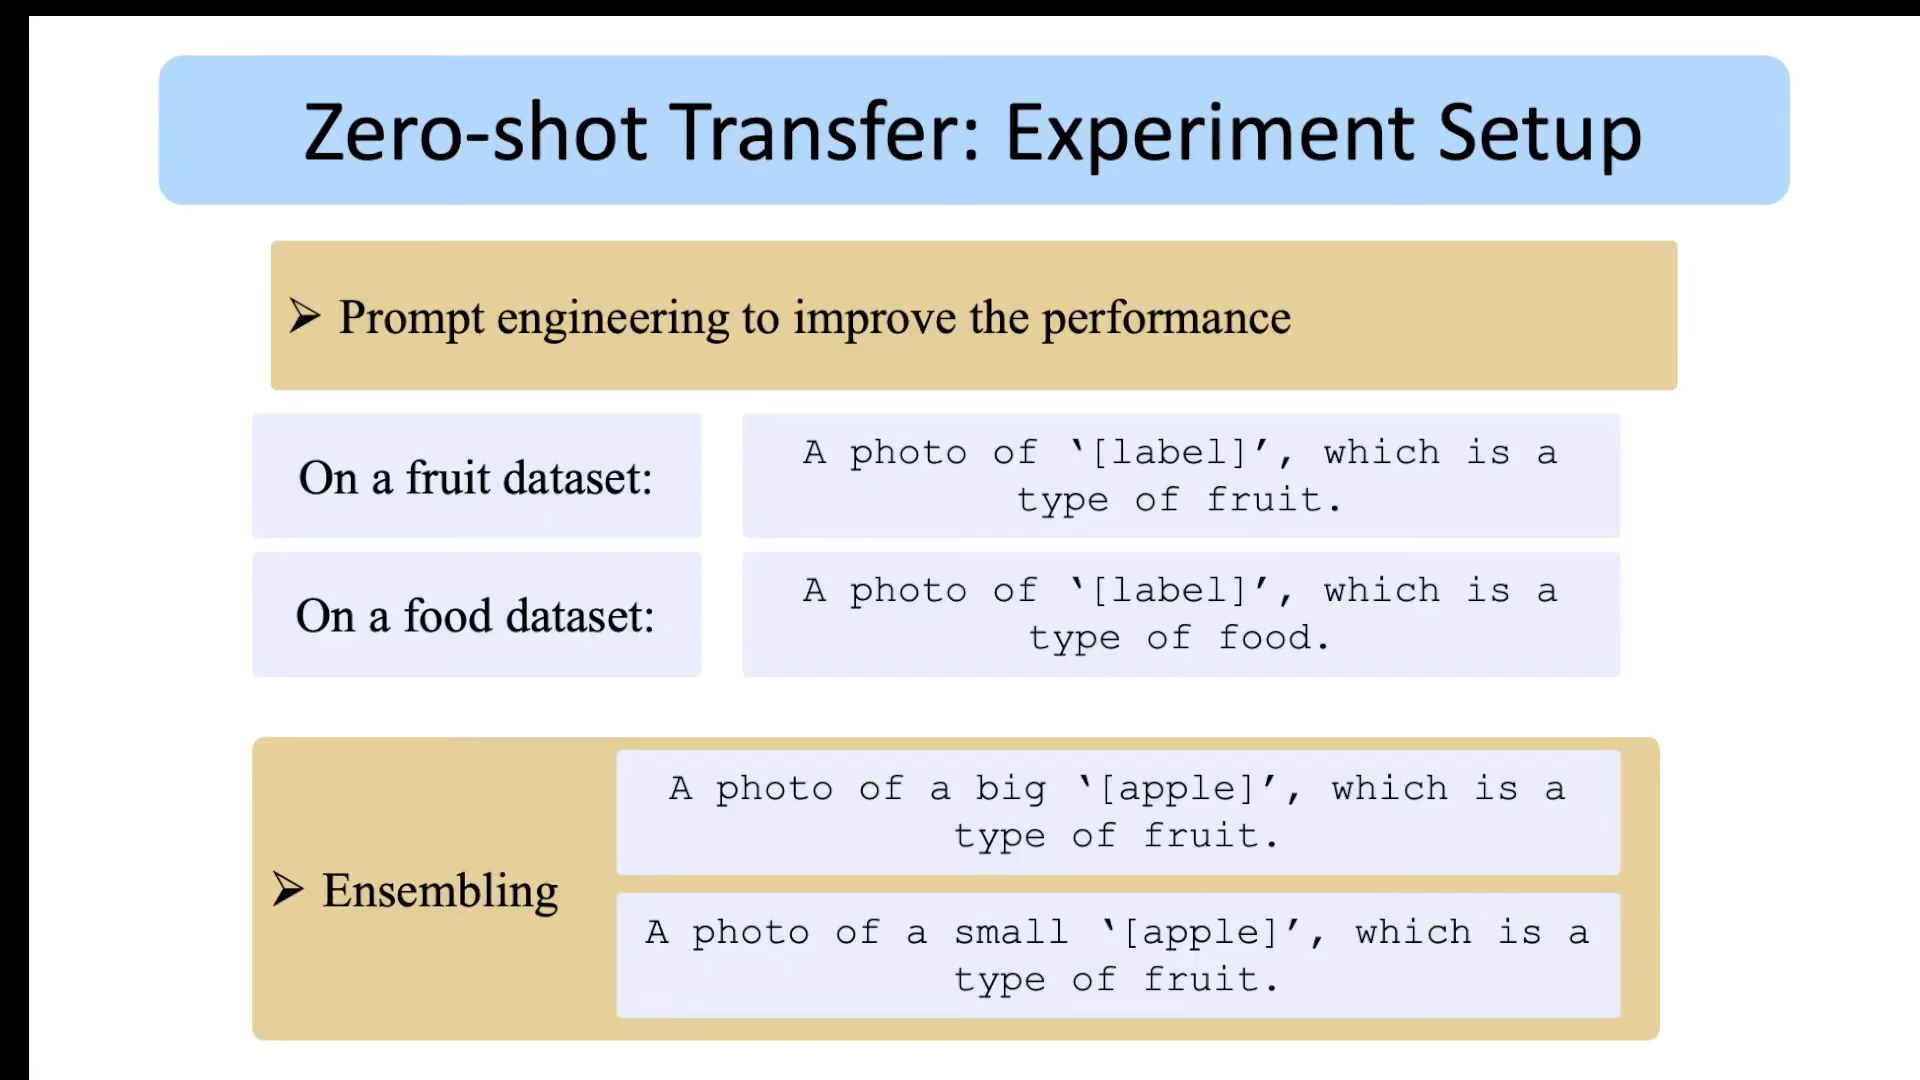 Zero-shot Transfer: Experiment Setup
➢ Prompt engineering to improve the performance
On a fruit dataset:
A photo of ‘[label]’, which is a
type of fruit.
On a food dataset:
A photo of ‘[label]’, which is a
type of food.
➢ Ensembling
A photo of a big ‘[apple]’, which is a
type of fruit.
A photo of a small ‘[apple]’, which is a
type of fruit.